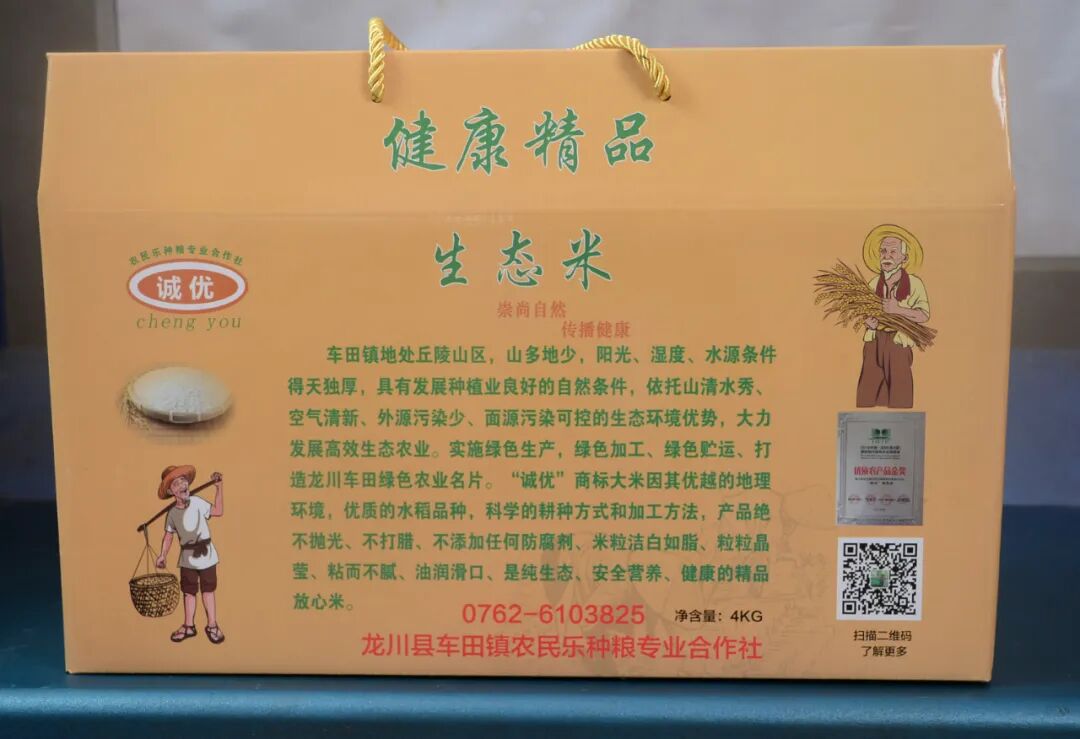 健康精品
生态米
崇尚自然
传播健康
农民乐种粮专业合作社
诚优
cheng you
车田镇地处丘陵山区，山多地少，阳光、湿度、水源条件
得天独厚，具有发展种植业良好的自然条件，依托山清水秀、
空气清新、外源污染少、面源污染可控的生态环境优势，大力
发展高效生态农业。实施绿色生产，绿色加工、绿色贮运、打
造龙川车田绿色农业名片。“诚优”商标大米因其优越的地理
环境，优质的水稻品种，科学的耕种方式和加工方法，产品绝
不抛光、不打腊、不添加任何防腐剂、米粒洁白如脂、粒粒晶
莹、粘而不腻、油润滑口、是纯生态、安全营养、健康的精品
放心米。
0762-6103825
净含量：4KG
龙川县车田镇农民乐种粮专业合作社
扫描二维码
了解更多